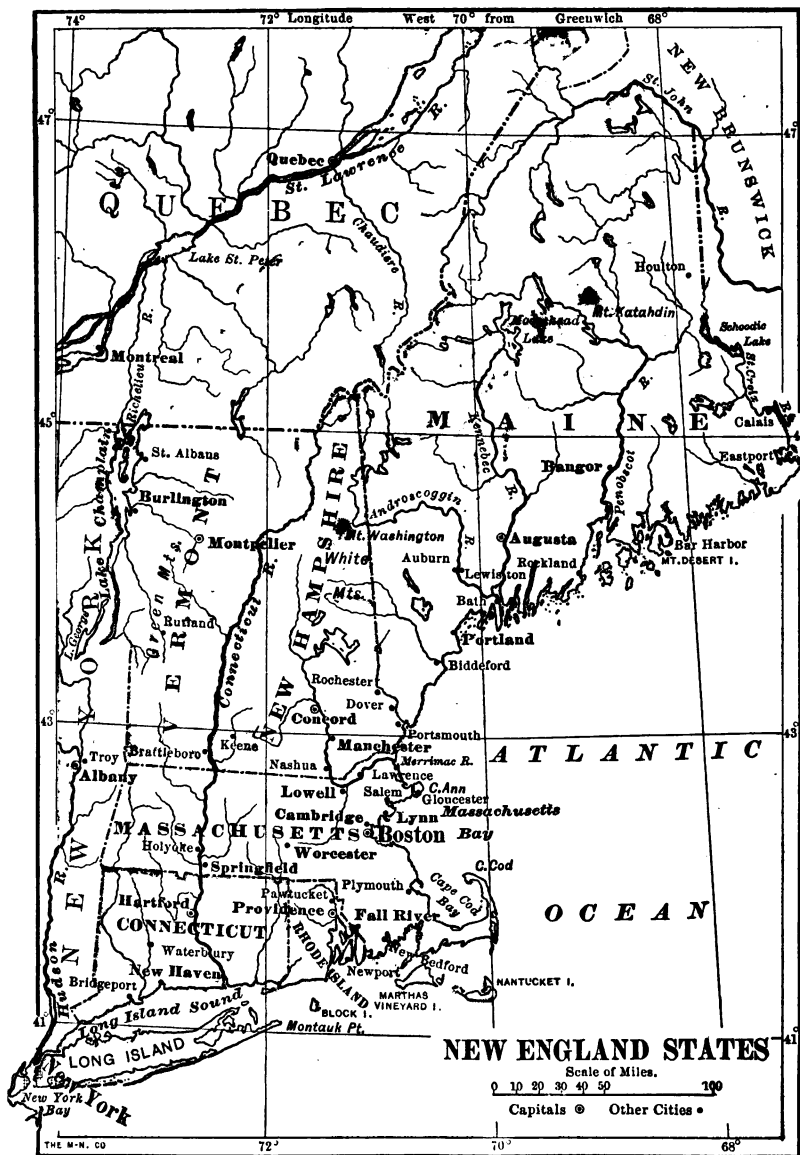 74° 72° Longitude West 70° from Greenwich 68°
47° 47°
NEW BRUNSWICK
St. John
R.
Quebec
St. Lawrence R.
QUEBEC
Chaudiere R.
Lake St. Peter
Houlton
Mt. Katahdin
Moosehead Lake
Schoodic Lake
St. Croix R.
Montreal
Richelieu R.
45°
MAINE
Calais
Kennebec R.
St. Albans
Bangor
Eastport
Penobscot R.
Lake Champlain
Burlington
Androscoggin R.
Montpelier
Mt. Washington
Augusta
Bar Harbor
MT. DESERT I.
White Mts.
Auburn
Lewiston
Rockland
Green Mts.
VERMONT
NEW HAMPSHIRE
Bath
L. George
Rutland
Connecticut R.
Portland
Biddeford
Rochester
Dover
Concord
43° 43°
Portsmouth
Brattleboro
Keene
Manchester
ATLANTIC
Troy
Albany
Nashua
Merrimac R.
Lawrence
Lowell
Salem
C. Ann
Gloucester
Cambridge
Lynn
Massachusetts Bay
MASSACHUSETTS
Boston
Holyoke
Worcester
Springfield
C. Cod
NEW YORK
Plymouth
Cape Cod Bay
Pawtucket
Hartford
Providence
Fall River
OCEAN
CONNECTICUT
RHODE ISLAND
Waterbury
New Bedford
New Haven
Newport
Bridgeport
NANTUCKET I.
MARTHAS VINEYARD I.
Hudson R.
BLOCK I.
Long Island Sound
Montauk Pt.
41° 41°
LONG ISLAND
NEW ENGLAND STATES
Scale of Miles.
0 10 20 30 40 50 100
New York
New York Bay
Capitals Other Cities
THE M-N. CO
72° 70° 68°